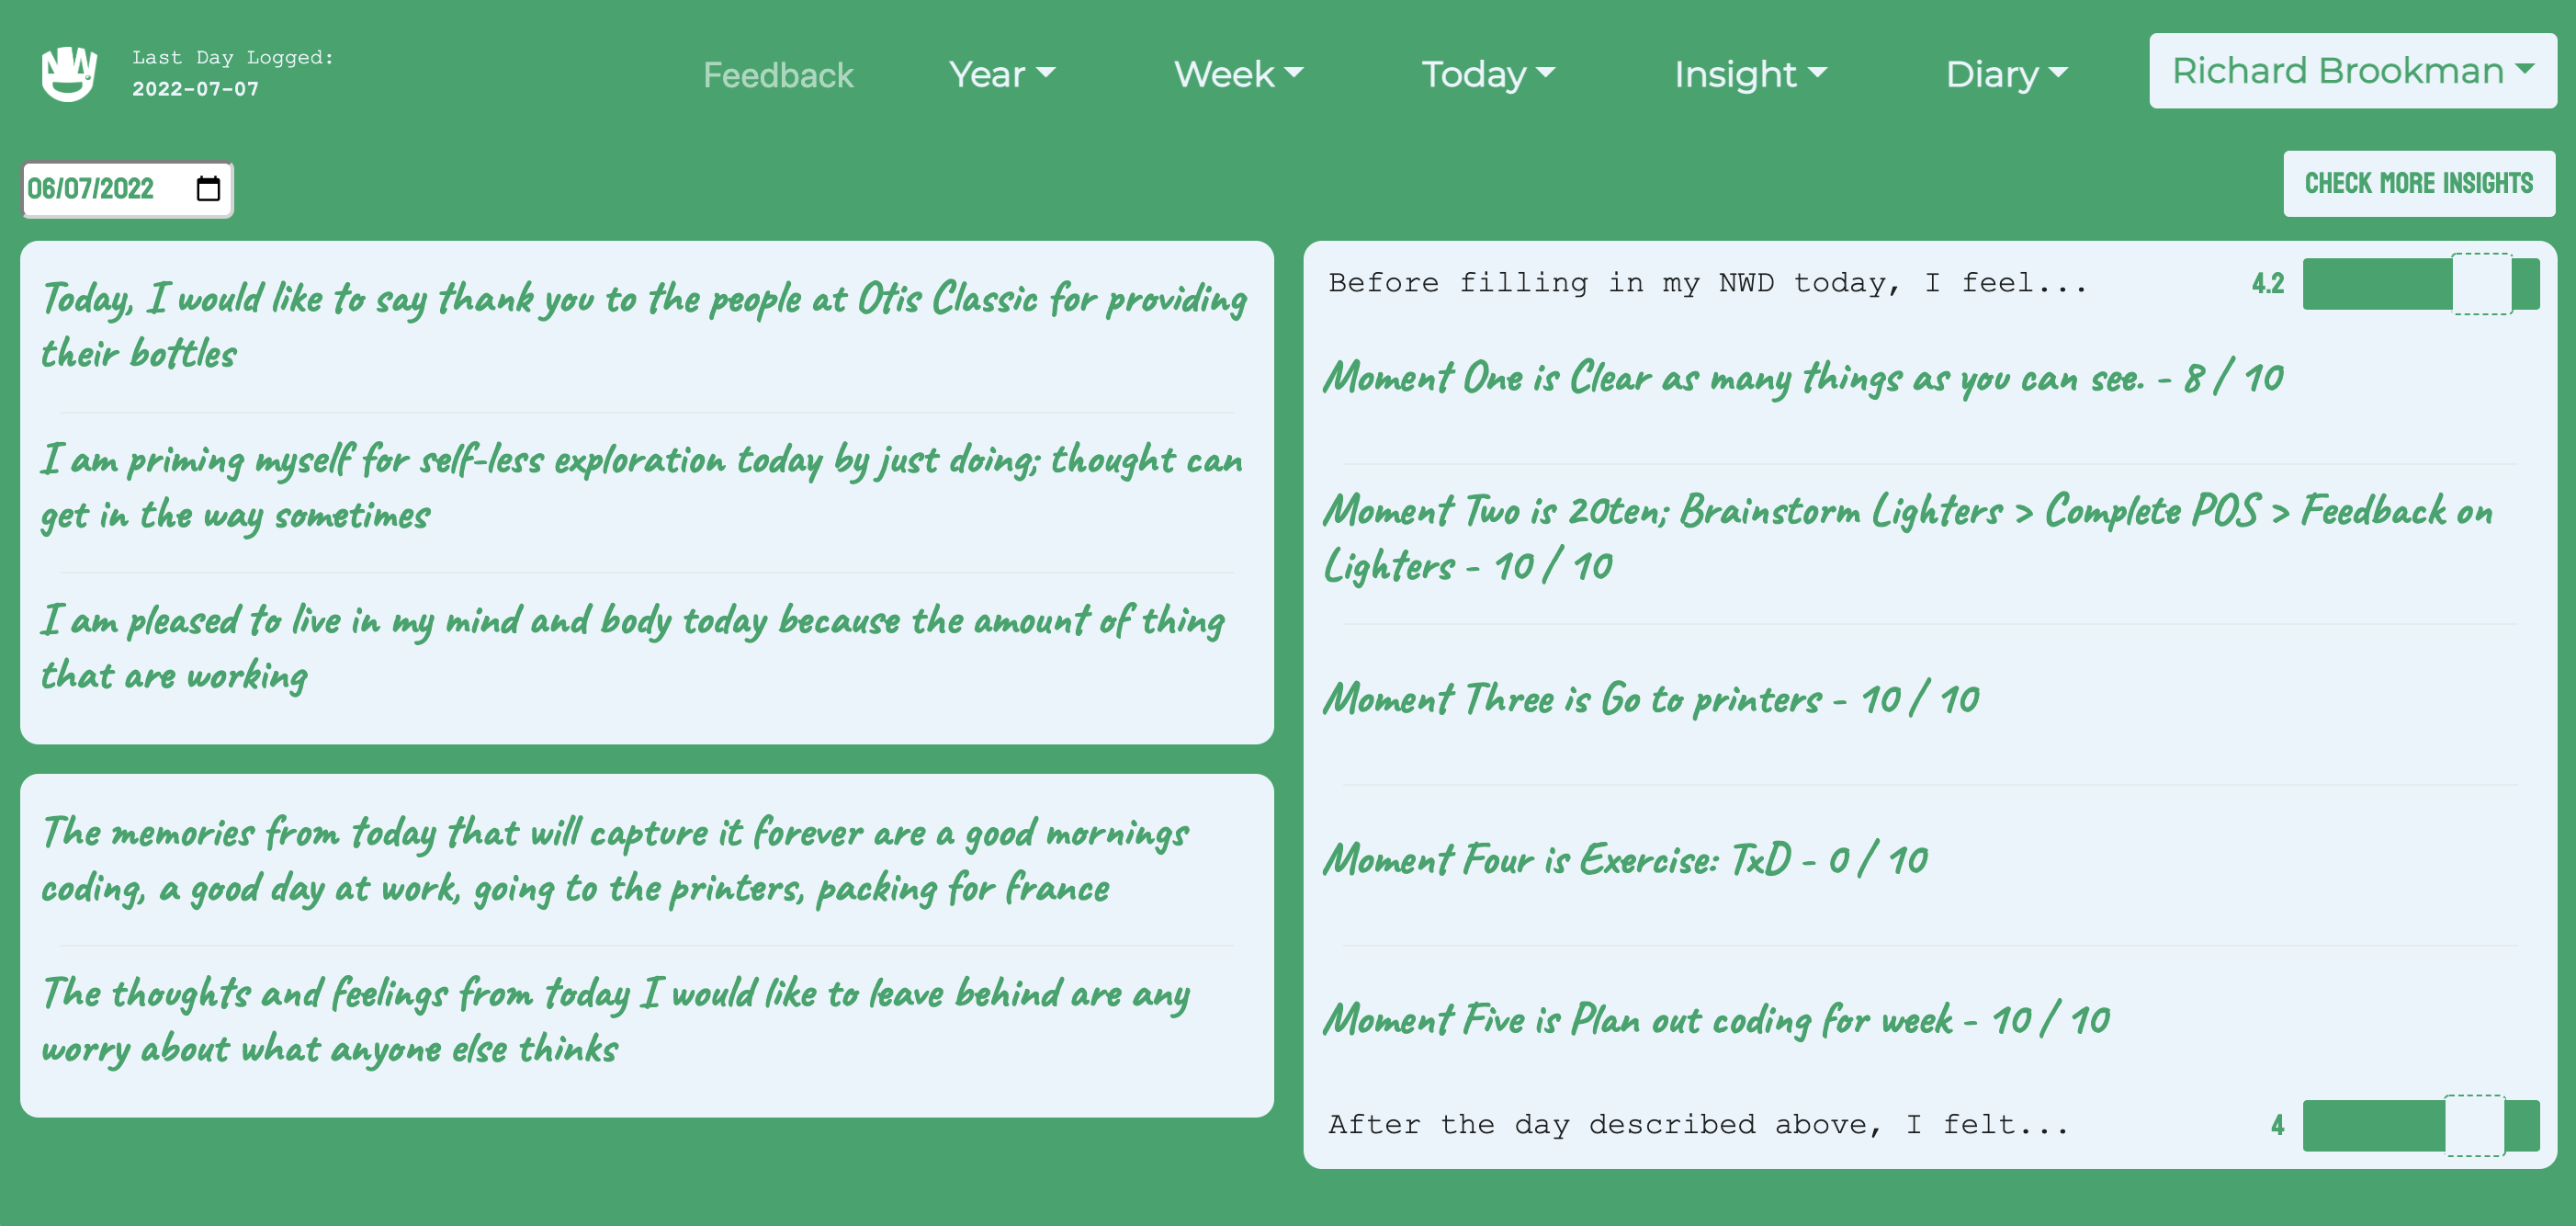 NW
Last Day Logged:
2022-07-07
Feedback
Year
Week
Today
Insight
Diary
Richard Brookman
06/07/2022
CHECK MORE INSIGHTS
Today, I would like to say thank you to the people at Otis Classic for providing
their bottles
I am priming myself for self-less exploration today by just doing; thought can
get in the way sometimes
I am pleased to live in my mind and body today because the amount of thing
that are working
The memories from today that will capture it forever are a good mornings
coding, a good day at work, going to the printers, packing for france
The thoughts and feelings from today I would like to leave behind are any
worry about what anyone else thinks
Before filling in my NWD today, I feel... 4.2
Moment One is Clear as many things as you can see. - 8 / 10
Moment Two is 20ten; Brainstorm Lighters > Complete POS > Feedback on
Lighters - 10 / 10
Moment Three is Go to printers - 10 / 10
Moment Four is Exercise: TxD - 0 / 10
Moment Five is Plan out coding for week - 10 / 10
After the day described above, I felt... 4